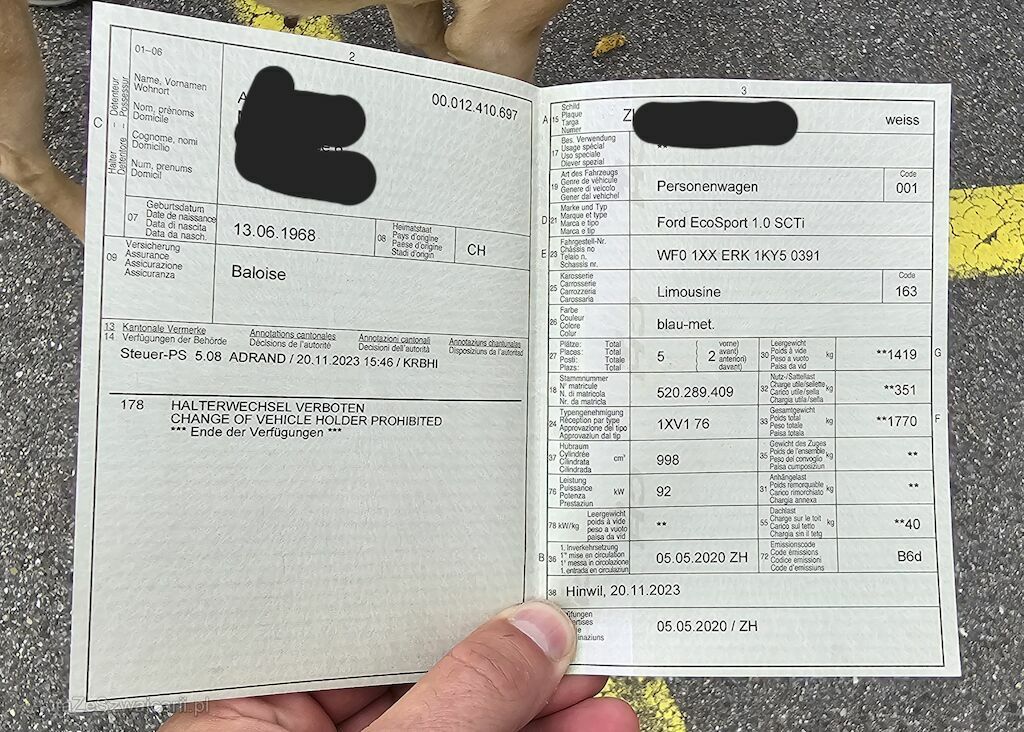 2
01–06
Name, Vornamen
Wohnort
Nom, prénoms
Domicile
Cognome, nomi
Domicilio
Num, prenums
Domicil
C
Halter – Détenteur
Detentore – Possessur
A
00.012.410.697
07
Geburtsdatum
Date de naissance
Data di nascita
Data da nasch.
13.06.1968
08
Heimatstaat
Pays d'origine
Paese d'origine
Stadi d'origin
CH
09
Versicherung
Assurance
Assicurazione
Assicuranza
Baloise
13 Kantonale Vermerke Annotations cantonales Annotazioni cantonali Annotaziuns chantunalas
14 Verfügungen der Behörde Décisions de l'autorité Decisioni dell'autorità Disposiziuns da l'autoritad
Steuer-PS 5.08 ADRAND / 20.11.2023 15:46 / KRBHI
178 HALTERWECHSEL VERBOTEN
CHANGE OF VEHICLE HOLDER PROHIBITED
*** Ende der Verfügungen ***
3
A 15
Schild
Plaque
Targa
Numer
ZH
weiss
17
Bes. Verwendung
Usage spécial
Uso speciale
Diever spezial
**
19
Art des Fahrzeugs
Genre de véhicule
Genere di veicolo
Gener dal vehichel
Personenwagen
Code
001
D 21
Marke und Typ
Marque et type
Marca e tipo
Marca e tip
Ford EcoSport 1.0 SCTi
E 23
Fahrgestell-Nr.
Châssis no
Telaio n.
Schassis nr.
WF0 1XX ERK 1KY5 0391
25
Karosserie
Carrosserie
Carrozzeria
Carossaria
Limousine
Code
163
26
Farbe
Couleur
Colore
Colur
blau-met.
27
Plätze: Total
Places: Total
Posti: Totale
Plazs: Total
5
2
vorne)
avant)
anteriori)
davant)
30
Leergewicht
Poids à vide
Peso a vuoto
Paisa da vid
kg
**1419
G
18
Stammnummer
N° matricule
N. di matricola
Nr. da matricla
520.289.409
32
Nutz-/Sattellast
Charge utile/sellette
Carico utile/sella
Chargia utila/sella
kg
**351
24
Typengenehmigung
Réception par type
Approvazione del tipo
Approvaziun dal tip
1XV1 76
33
Gesamtgewicht
Poids total
Peso totale
Paisa totala
kg
**1770
F
37
Hubraum
Cylindrée
Cilindrata
Cilindrada
cm³
998
35
Gewicht des Zuges
Poids de l'ensemble
Peso del convoglio
Paisa cumposiziun
kg
**
76
Leistung
Puissance
Potenza
Prestaziun
kW
92
31
Anhängelast
Poids remorquable
Carico rimorchiato
Chargia annexa
kg
**
78 kW/kg
Leergewicht
poids à vide
peso a vuoto
paisa da vid
**
55
Dachlast
Charge sur le toit
Carico sul tetto
Chargia sin il tetg
kg
**40
B 36
1. Inverkehrsetzung
1re mise en circulation
1a messa in circolazione
1. entrada en circulaziun
05.05.2020 ZH
72
Emissionscode
Code émissions
Codice emissioni
Code d'emissiuns
B6d
38 Hinwil, 20.11.2023
05.05.2020 / ZH